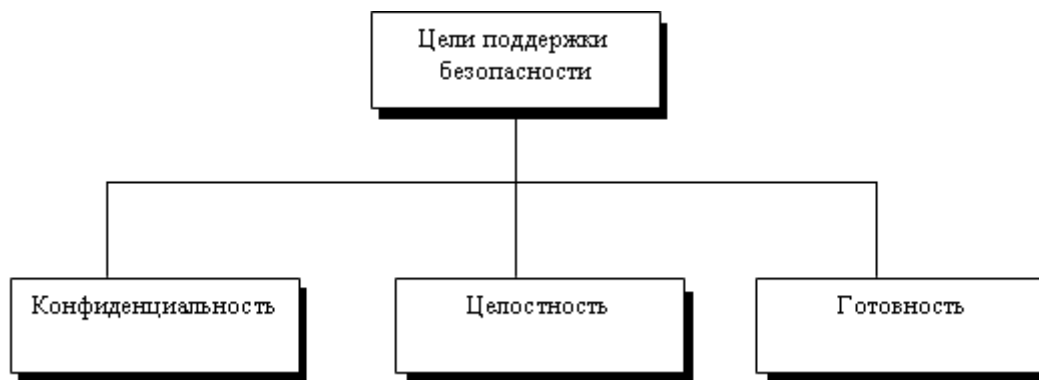 Цели поддержки
безопасности
Конфиденциальность
Целостность
Готовность